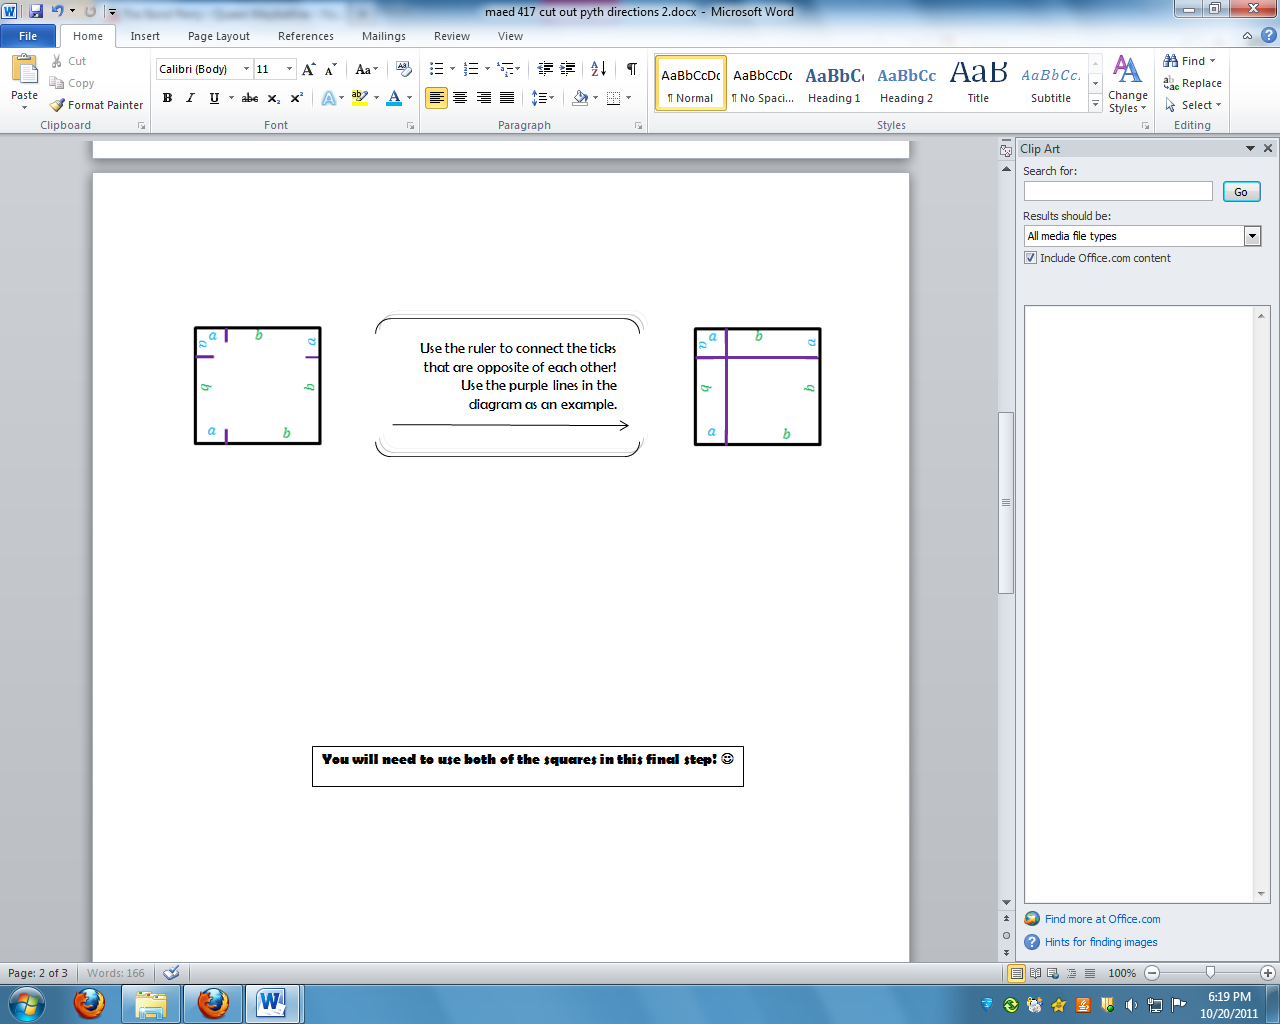 maed 417 cut out pyth directions 2.docx - Microsoft Word
File Home Insert Page Layout References Mailings Review View
Paste
Cut
Copy
Format Painter
Clipboard
Calibri (Body) 11
Font
Paragraph
AaBbCcDc AaBbCcDc AaBbCc AaBbCc AaB AaBbCc.
¶ Normal ¶ No Spaci... Heading 1 Heading 2 Title Subtitle
Change
Styles
Styles
Find
Replace
Select
Editing
a b
a a
b b
a b
Use the ruler to connect the ticks
that are opposite of each other!
Use the purple lines in the
diagram as an example.
a b
a a
b b
a b
You will need to use both of the squares in this final step! ☺
Clip Art
Search for:
Go
Results should be:
All media file types
Include Office.com content
Find more at Office.com
Hints for finding images
Page: 2 of 3 Words: 166
100%
6:19 PM
10/20/2011